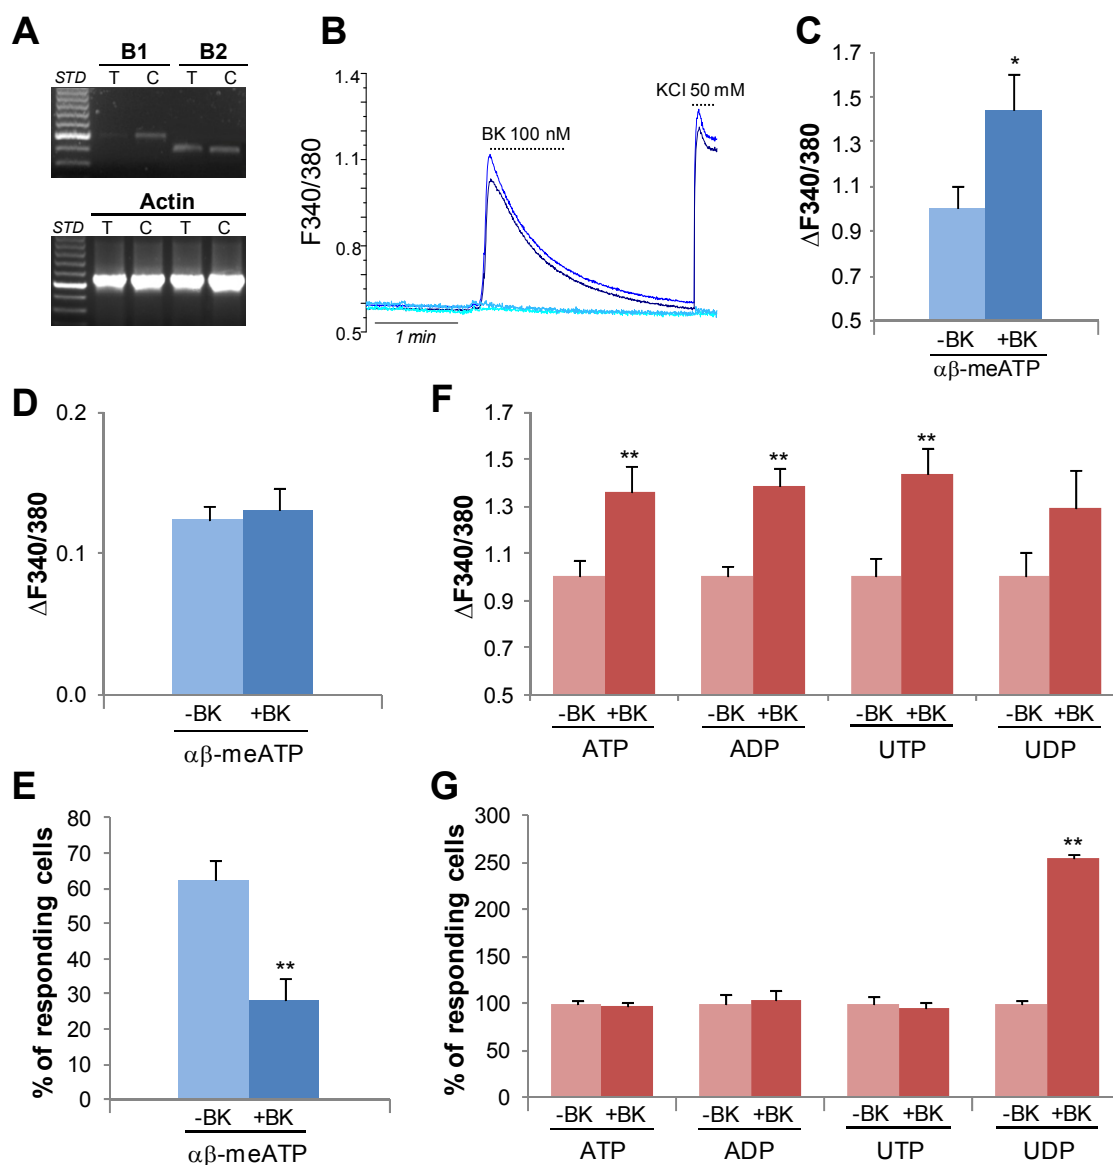 A
B1 B2
STD T C T C
Actin
STD T C T C
B
F340/380
1.4
1.1
0.8
0.5
BK 100 nM
KCl 50 mM
1 min
C
ΔF340/380
1.7
1.5
1.3
1.1
0.9
0.7
0.5
*
-BK +BK
αβ-meATP
D
ΔF340/380
0.2
0.1
0.0
-BK +BK
αβ-meATP
F
ΔF340/380
1.7
1.5
1.3
1.1
0.9
0.7
0.5
** ** **
-BK +BK -BK +BK -BK +BK -BK +BK
ATP ADP UTP UDP
E
% of responding cells
80
70
60
50
40
30
20
10
0
**
-BK +BK
αβ-meATP
G
% of responding cells
300
250
200
150
100
50
0
**
-BK +BK -BK +BK -BK +BK -BK +BK
ATP ADP UTP UDP